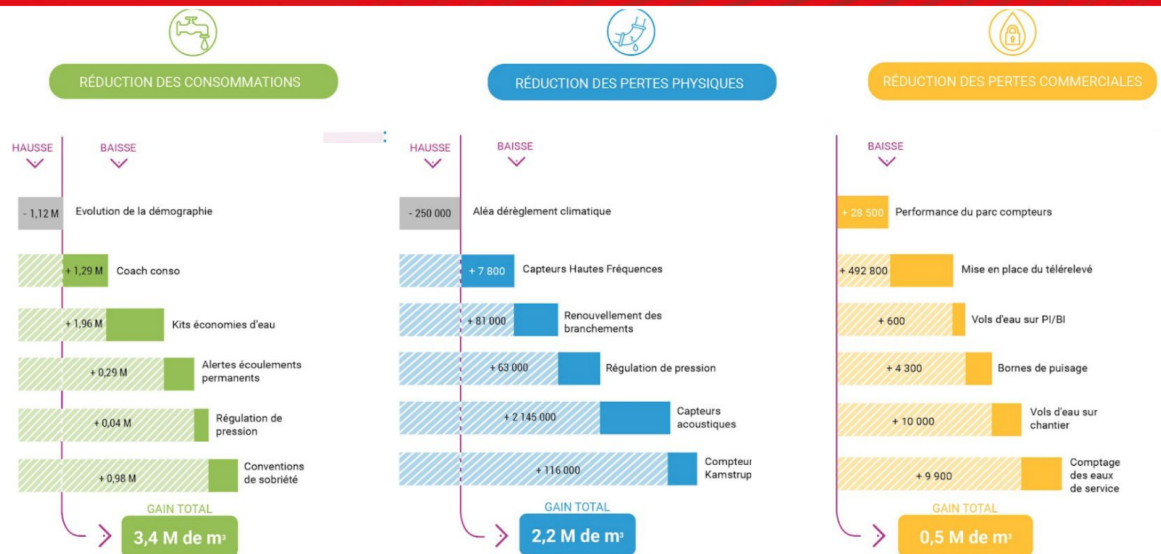 RÉDUCTION DES CONSOMMATIONS
HAUSSE
BAISSE
- 1,12 M
Evolution de la démographie
+ 1,29 M
Coach conso
+ 1,96 M
Kits économies d'eau
+ 0,29 M
Alertes écoulements
permanents
+ 0,04 M
Régulation de
pression
+ 0,98 M
Conventions
de sobriété
GAIN TOTAL
3,4 M de m³
RÉDUCTION DES PERTES PHYSIQUES
HAUSSE
BAISSE
- 250 000
Aléa dérèglement climatique
+ 7 800
Capteurs Hautes Fréquences
+ 81 000
Renouvellement des
branchements
+ 63 000
Régulation de pression
+ 2 145 000
Capteurs
acoustiques
+ 116 000
Compteur
Kamstrup
GAIN TOTAL
2,2 M de m³
RÉDUCTION DES PERTES COMMERCIALES
BAISSE
+ 28 500
Performance du parc compteurs
+ 492 800
Mise en place du télérelevé
+ 600
Vols d'eau sur PI/BI
+ 4 300
Bornes de puisage
+ 10 000
Vols d'eau sur
chantier
+ 9 900
Comptage
des eaux
de service
GAIN TOTAL
0,5 M de m³